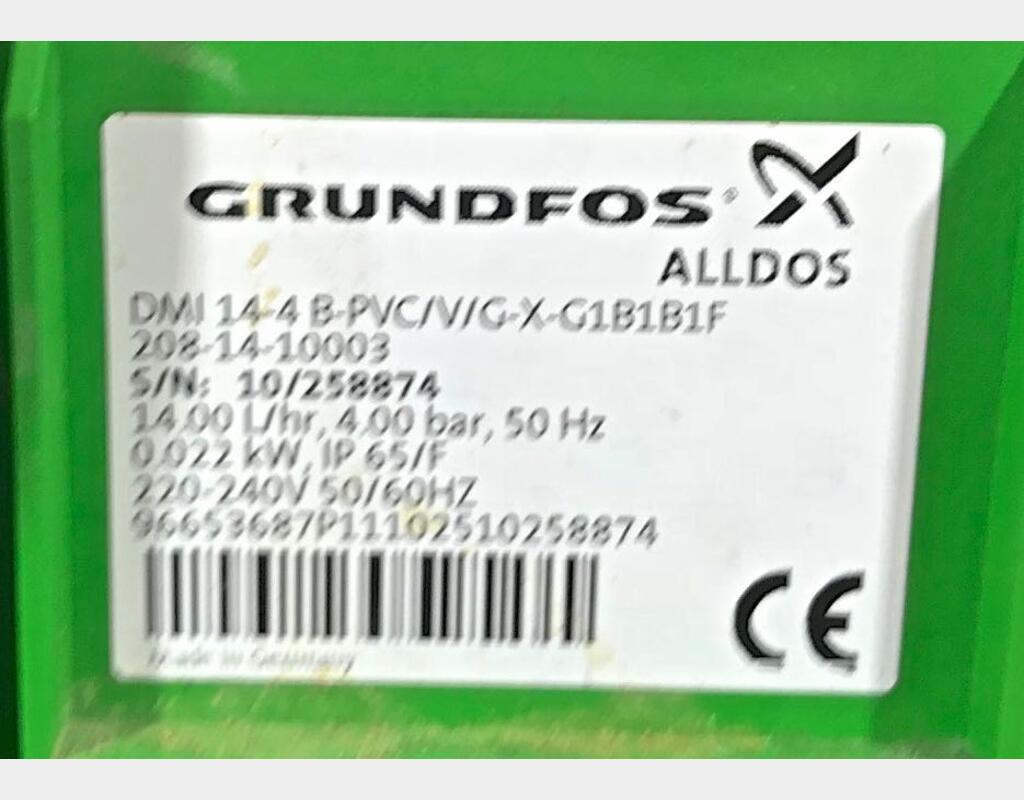 GRUNDFOS®
ALLDOS
DMI 14-4 B-PVC/V/G-X-G1B1B1F
208-14-10003
S/N: 10/258874
14.00 L/hr, 4.00 bar, 50 Hz
0.022 kW, IP 65/F
220-240V 50/60HZ
96653687P11102510258874
Made in Germany
CE